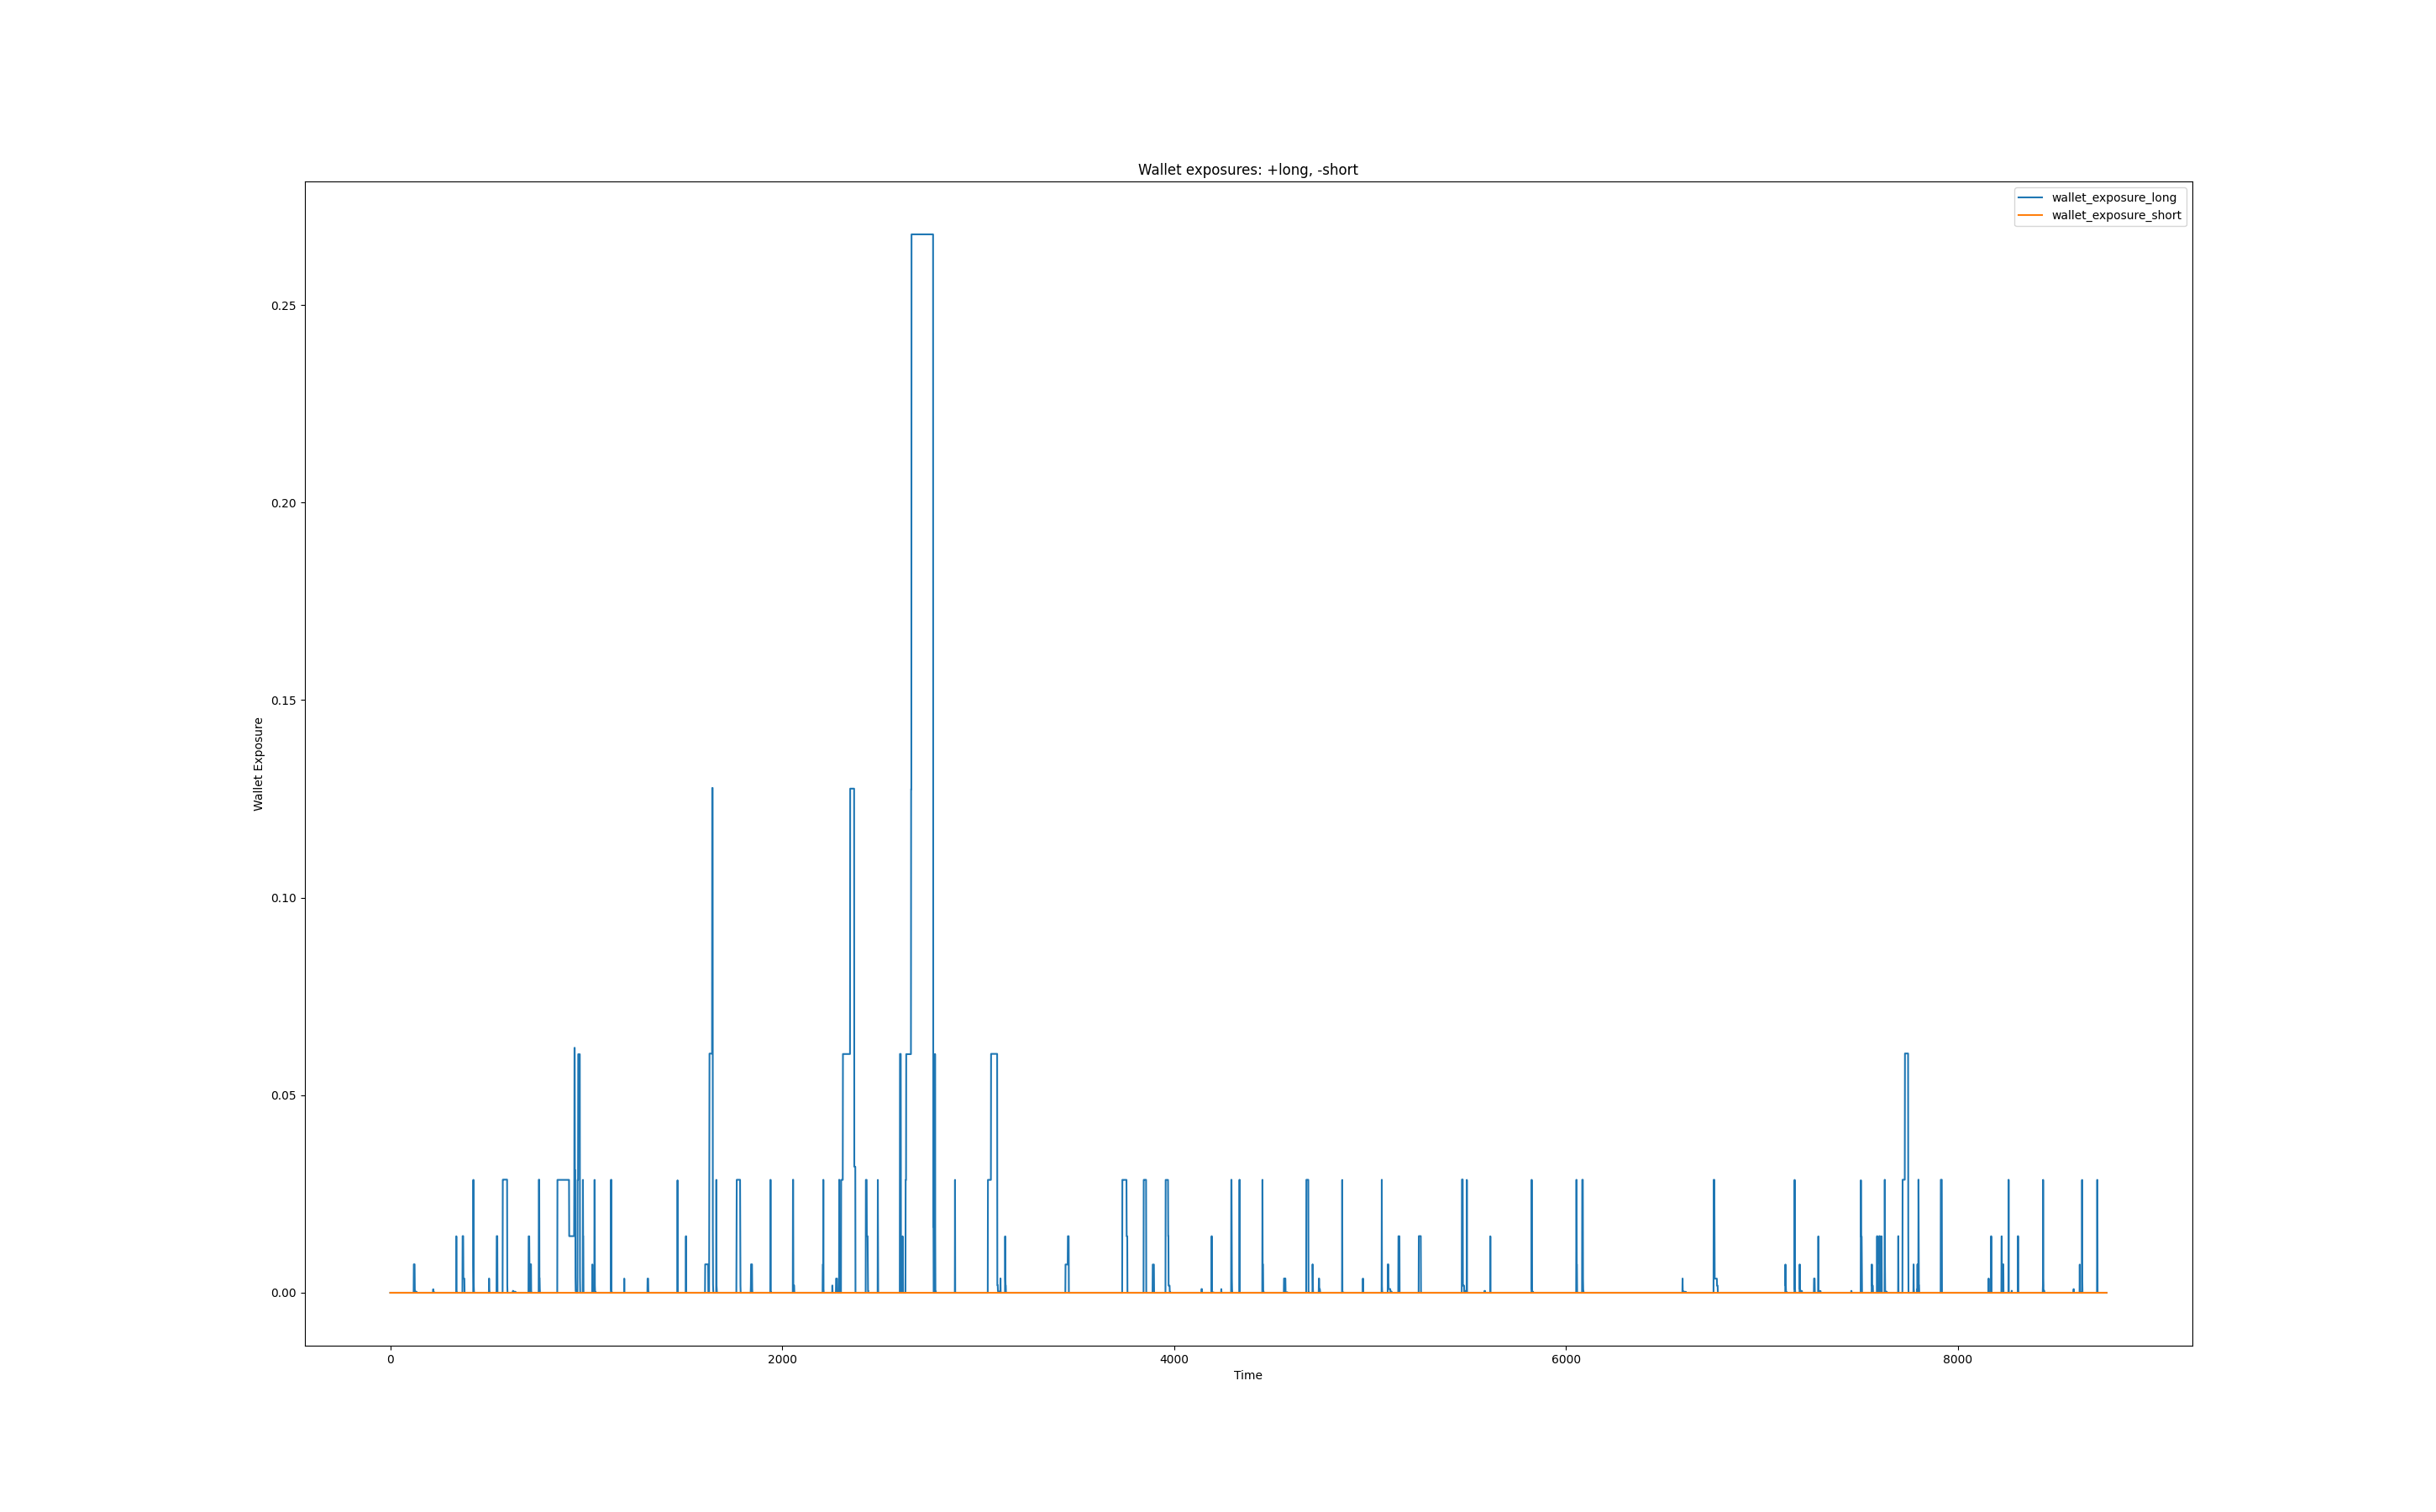 Wallet exposures: +long, -short
wallet_exposure_long
wallet_exposure_short
0.25
0.20
0.15
0.10
0.05
0.00
Wallet Exposure
0 2000 4000 6000 8000
Time